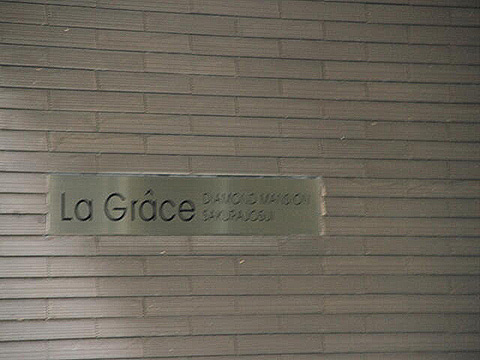 La Grâce
DIAMOND MANSION
SAKURAJOSUI